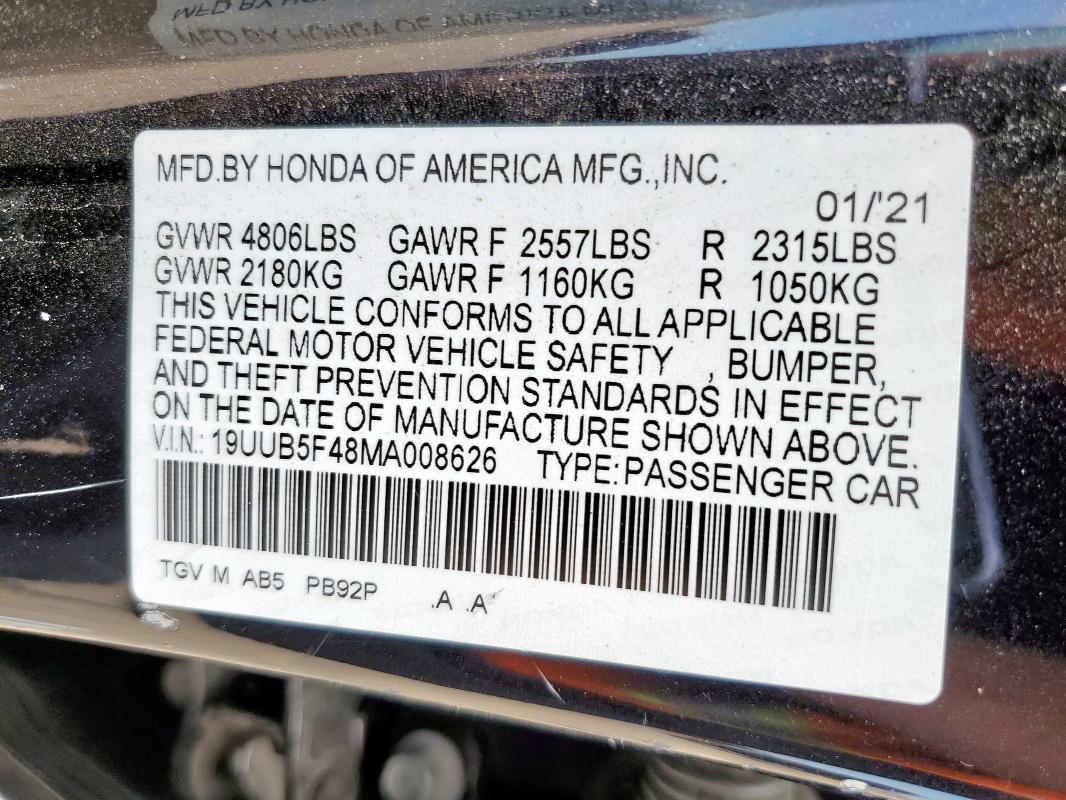 MFD.BY HONDA OF AMERICA MFG.,INC.
01/'21
GVWR 4806LBS GAWR F 2557LBS R 2315LBS
GVWR 2180KG GAWR F 1160KG R 1050KG
THIS VEHICLE CONFORMS TO ALL APPLICABLE
FEDERAL MOTOR VEHICLE SAFETY , BUMPER,
AND THEFT PREVENTION STANDARDS IN EFFECT
ON THE DATE OF MANUFACTURE SHOWN ABOVE.
V.I.N.: 19UUB5F48MA008626 TYPE:PASSENGER CAR
TGV M AB5 PB92P .A .A